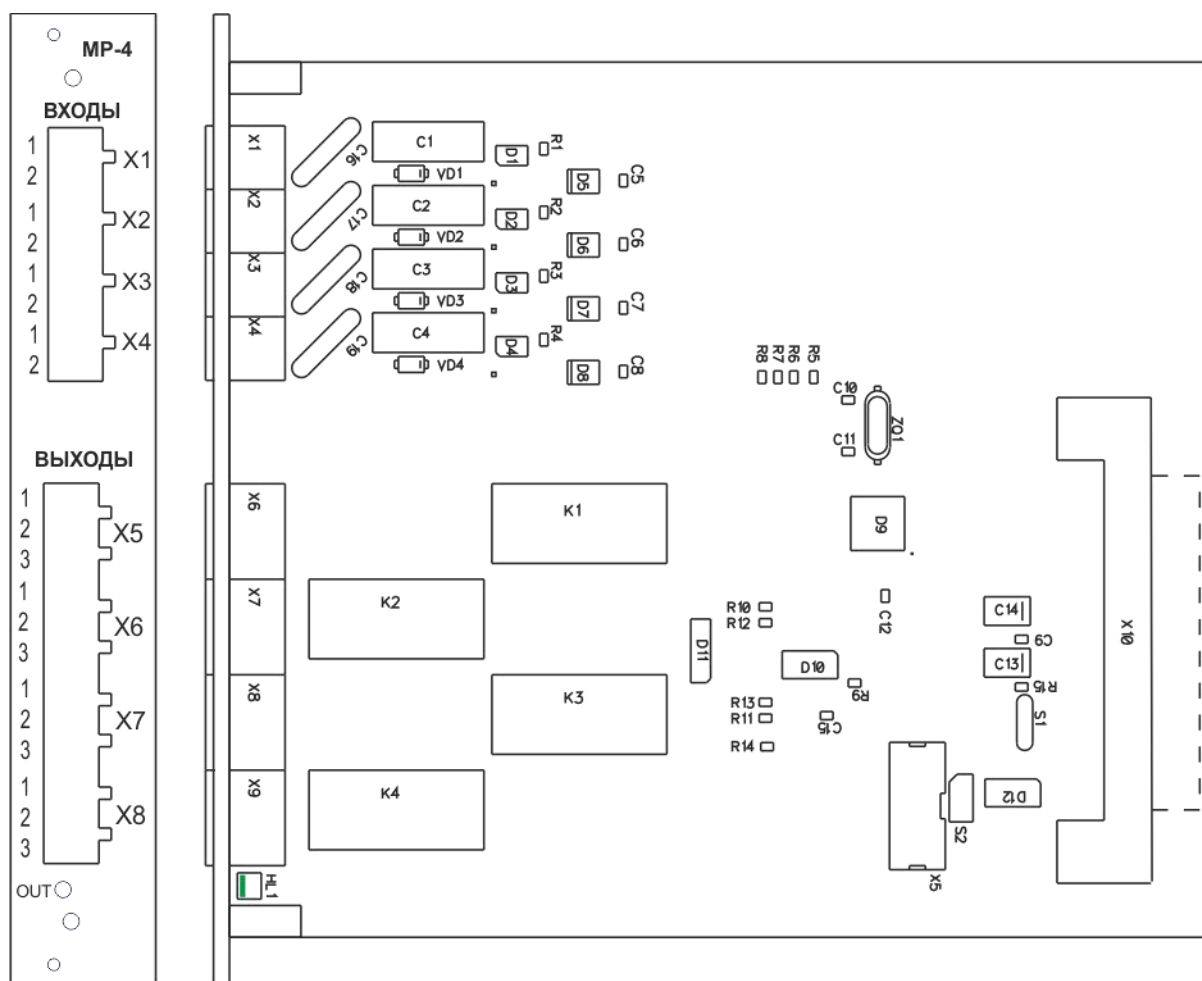 МР-4
ВХОДЫ
1
X1
2
1
X2
2
1
X3
2
1
X4
2
ВЫХОДЫ
1
2
X5
3
1
2
X6
3
1
2
X7
3
1
2
X8
3
OUT
X1
C16
C1
D1
R1
VD1
D5
C5
X2
C17
C2
D2
R2
VD2
D6
C6
X3
C18
C3
D3
R3
VD3
D7
C7
X4
C19
C4
D4
R4
VD4
D8
C8
R8
R7
R6
R5
C10
C11
ZQ1
X6
K1
D9
X7
K2
R10
R12
C12
C14
C9
X10
D11
D10
C13
R15
X8
K3
R13
R11
R9
C15
S1
R14
X9
K4
D12
S2
X5
HL1